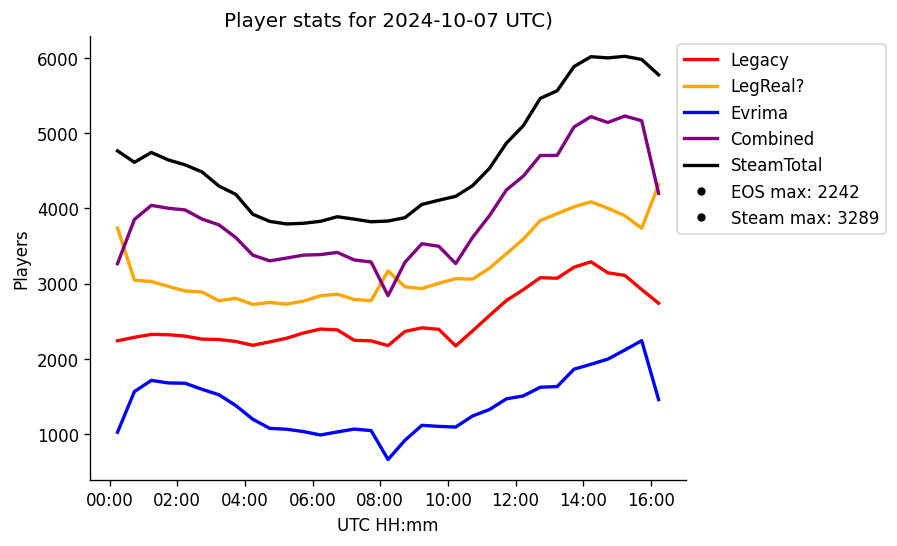 Player stats for 2024-10-07 UTC)
Players
6000
5000
4000
3000
2000
1000
00:00 02:00 04:00 06:00 08:00 10:00 12:00 14:00 16:00
UTC HH:mm
Legacy
LegReal?
Evrima
Combined
SteamTotal
EOS max: 2242
Steam max: 3289